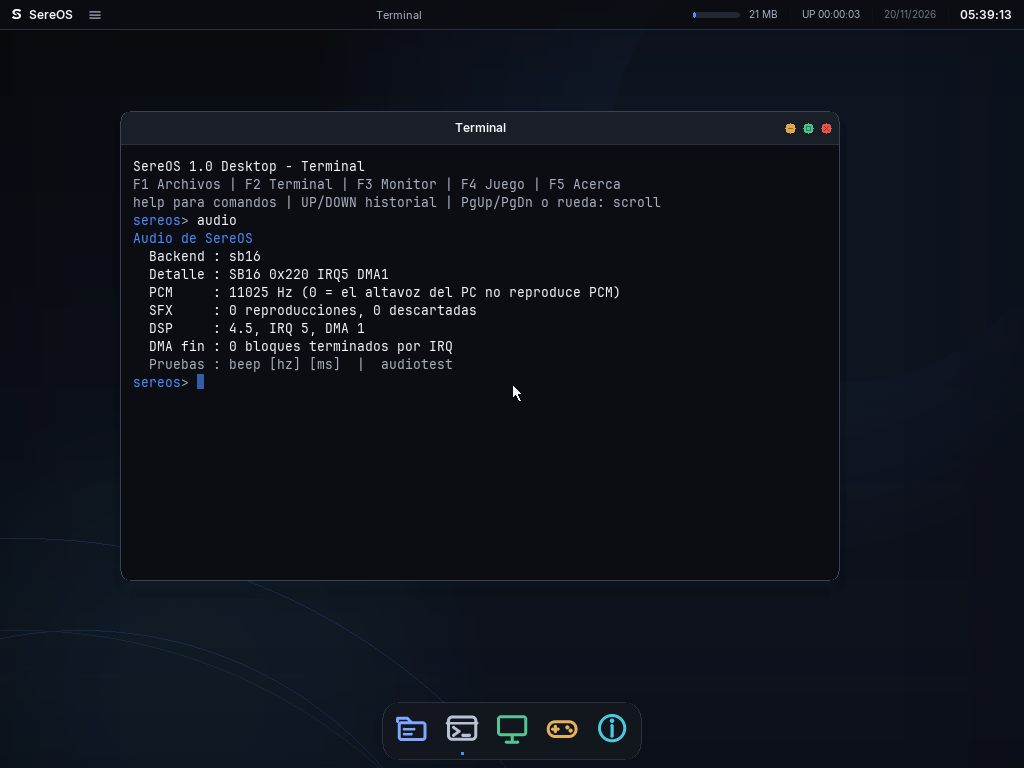 SereOS
Terminal
21 MB
UP 00:00:03
20/11/2026
05:39:13
Terminal
SereOS 1.0 Desktop - Terminal
F1 Archivos | F2 Terminal | F3 Monitor | F4 Juego | F5 Acerca
help para comandos | UP/DOWN historial | PgUp/PgDn o rueda: scroll
sereos> audio
Audio de SereOS
Backend : sb16
Detalle : SB16 0x220 IRQ5 DMA1
PCM     : 11025 Hz (0 = el altavoz del PC no reproduce PCM)
SFX     : 0 reproducciones, 0 descartadas
DSP     : 4.5, IRQ 5, DMA 1
DMA fin : 0 bloques terminados por IRQ
Pruebas : beep [hz] [ms]  |  audiotest
sereos>